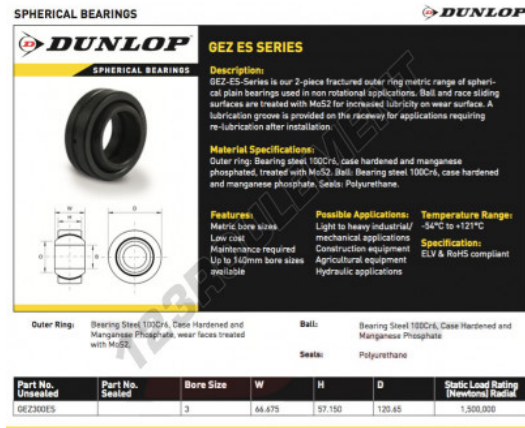 SPHERICAL BEARINGS
DUNLOP
DUNLOP
SPHERICAL BEARINGS
GEZ ES SERIES
Description:
GEZ-ES-Series is our 2-piece fractured outer ring metric range of spheri-
cal plain bearings used in non rotational applications. Ball and race sliding
surfaces are treated with MoS2 for increased lubricity on wear surface. A
lubrication groove is provided on the raceway for applications requiring
re-lubrication after installation.
Material Specifications:
Outer ring: Bearing steel 100Cr6, case hardened and manganese
phosphated, treated with MoS2. Ball: Bearing steel 100Cr6, case hardened
and manganese phosphate. Seals: Polyurethane.
W
H
D
Features:
Metric bore sizes
Low cost
Maintenance required
Up to 140mm bore sizes
available
Possible Applications:
Light to heavy industrial/
mechanical applications
Construction equipment
Agricultural equipment
Hydraulic applications
Temperature Range:
-54°C to +121°C
Specification:
ELV & RoHS compliant
Outer Ring:
Bearing Steel 100Cr6, Case Hardened and
Manganese Phosphate, wear faces treated
with MoS2.
Ball:
Bearing Steel 100Cr6, Case Hardened and
Manganese Phosphate
Seals:
Polyurethane
Part No. Unsealed
Part No. Sealed
Bore Size
W
H
D
Static Load Rating (Newtons) Radial
GEZ300ES
3
66.675
57.150
120.65
1,500,000
123ROULEMENT